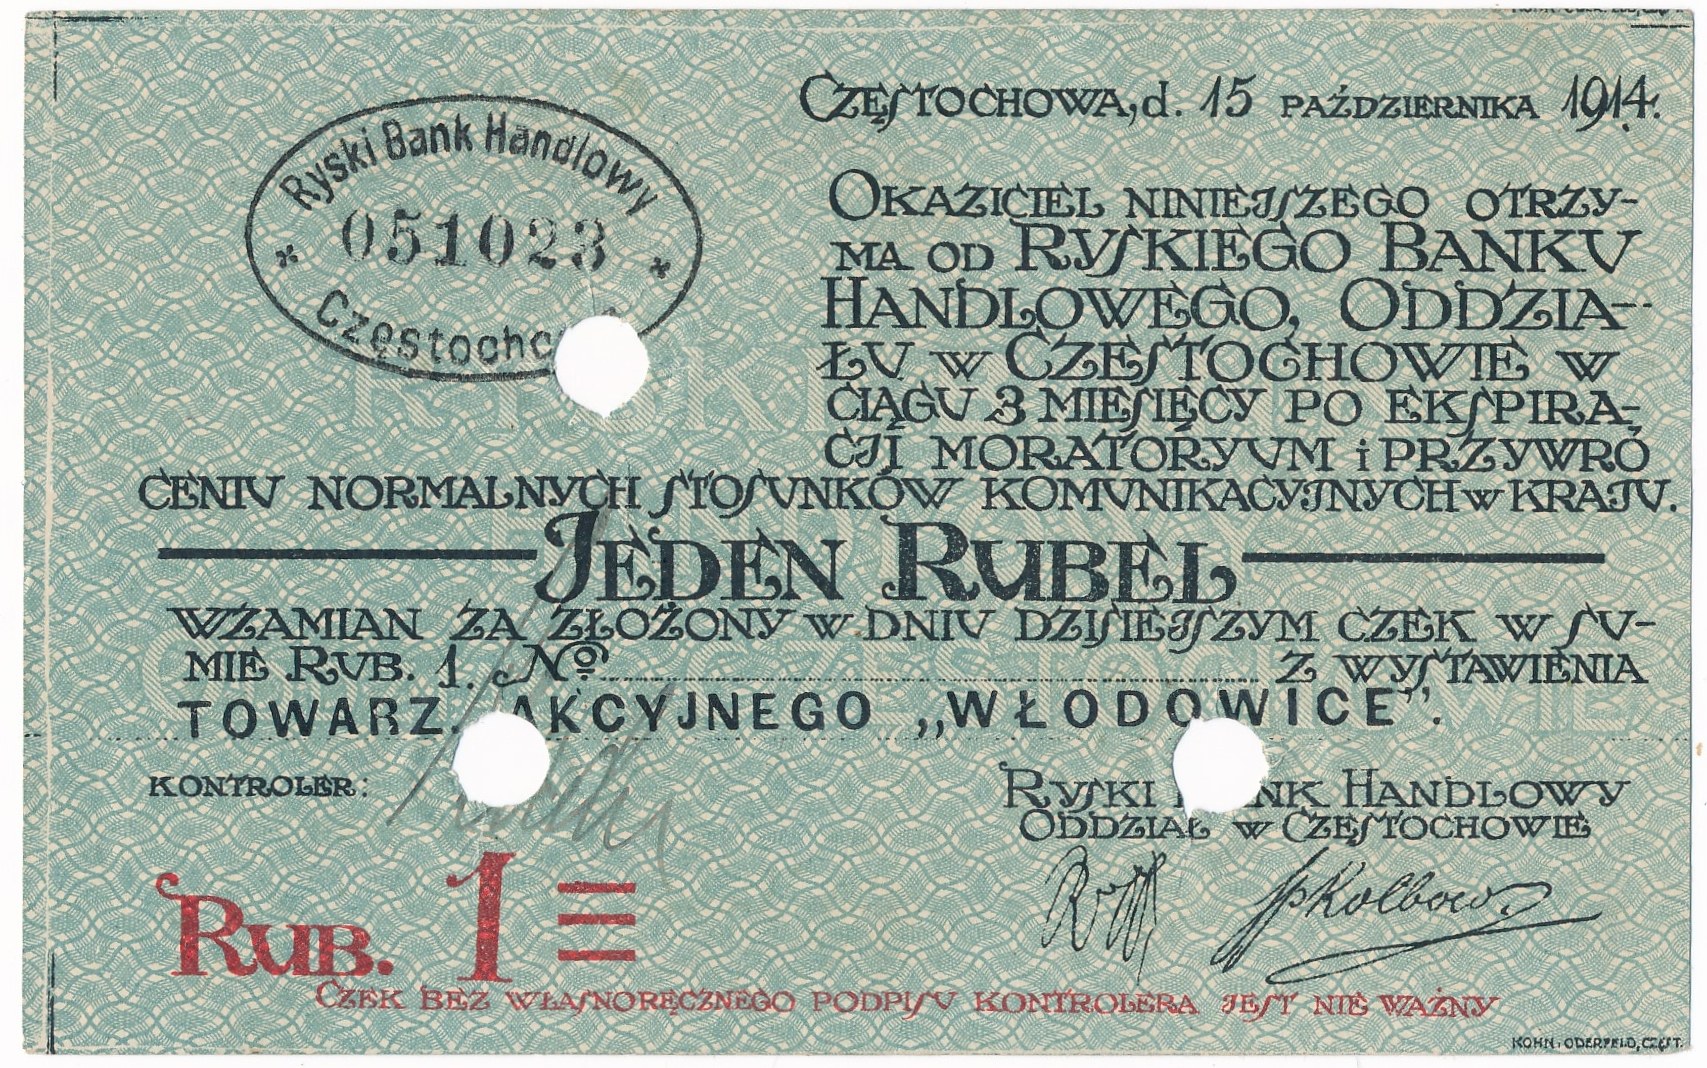 CZĘSTOCHOWA, d. 15 PAŹDZIERNIKA 1914.
Ryski Bank Handlowy
051023
OKAZICIEL NINIEJSZEGO OTRZY-
MA OD RYSKIEGO BANKU
HANDLOWEGO, ODDZIA-
ŁU W CZĘSTOCHOWIE W
CIĄGU 3 MIESIĘCY PO EKSPIRA-
CJI MORATORYUM i PRZYWRÓ
CENIU NORMALNYCH STOSUNKÓW KOMUNIKACYJNYCH W KRAJU.
JEDEN RUBEL
WZAMIAN ZA ZŁOŻONY W DNIU DZISIEJSZYM CZEK W SU-
MIE RUB. 1. No Z WYSTAWIENIA
TOWARZ. AKCYJNEGO „WŁODOWICE”.
KONTROLER:
RYSKI BANK HANDLOWY
ODDZIAŁ W CZĘSTOCHOWIE
RUB. 1
CZEK BEZ WŁASNORĘCZNEGO PODPISU KONTROLERA JEST NIE WAŻNY
KOHN i ODERFELD, CZĘST.